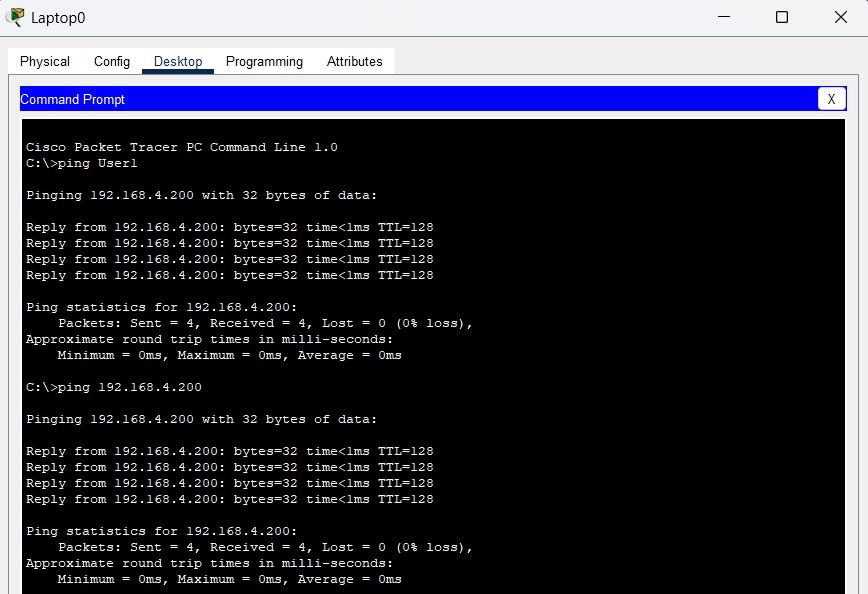 Laptop0
Physical Config Desktop Programming Attributes
Command Prompt
X
Cisco Packet Tracer PC Command Line 1.0
C:\>ping User1
Pinging 192.168.4.200 with 32 bytes of data:
Reply from 192.168.4.200: bytes=32 time<1ms TTL=128
Reply from 192.168.4.200: bytes=32 time<1ms TTL=128
Reply from 192.168.4.200: bytes=32 time<1ms TTL=128
Reply from 192.168.4.200: bytes=32 time<1ms TTL=128
Ping statistics for 192.168.4.200:
Packets: Sent = 4, Received = 4, Lost = 0 (0% loss),
Approximate round trip times in milli-seconds:
Minimum = 0ms, Maximum = 0ms, Average = 0ms
C:\>ping 192.168.4.200
Pinging 192.168.4.200 with 32 bytes of data:
Reply from 192.168.4.200: bytes=32 time<1ms TTL=128
Reply from 192.168.4.200: bytes=32 time<1ms TTL=128
Reply from 192.168.4.200: bytes=32 time<1ms TTL=128
Reply from 192.168.4.200: bytes=32 time<1ms TTL=128
Ping statistics for 192.168.4.200:
Packets: Sent = 4, Received = 4, Lost = 0 (0% loss),
Approximate round trip times in milli-seconds:
Minimum = 0ms, Maximum = 0ms, Average = 0ms